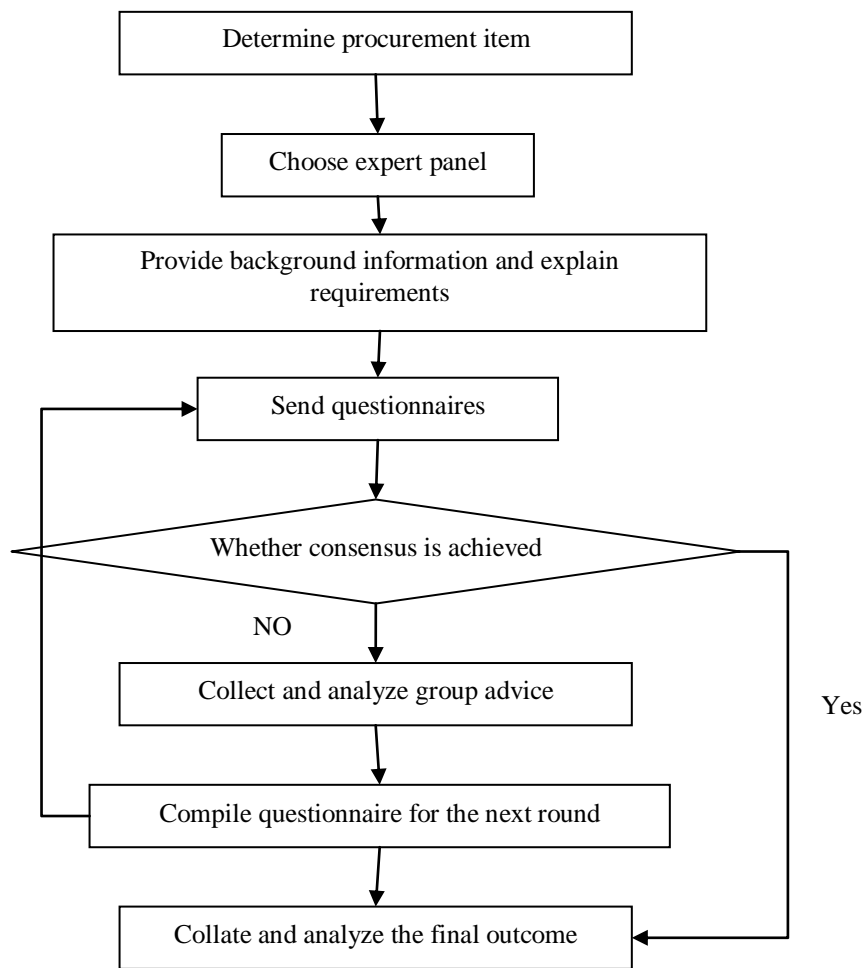 Determine procurement item
Choose expert panel
Provide background information and explain
requirements
Send questionnaires
Whether consensus is achieved
NO
Collect and analyze group advice
Yes
Compile questionnaire for the next round
Collate and analyze the final outcome